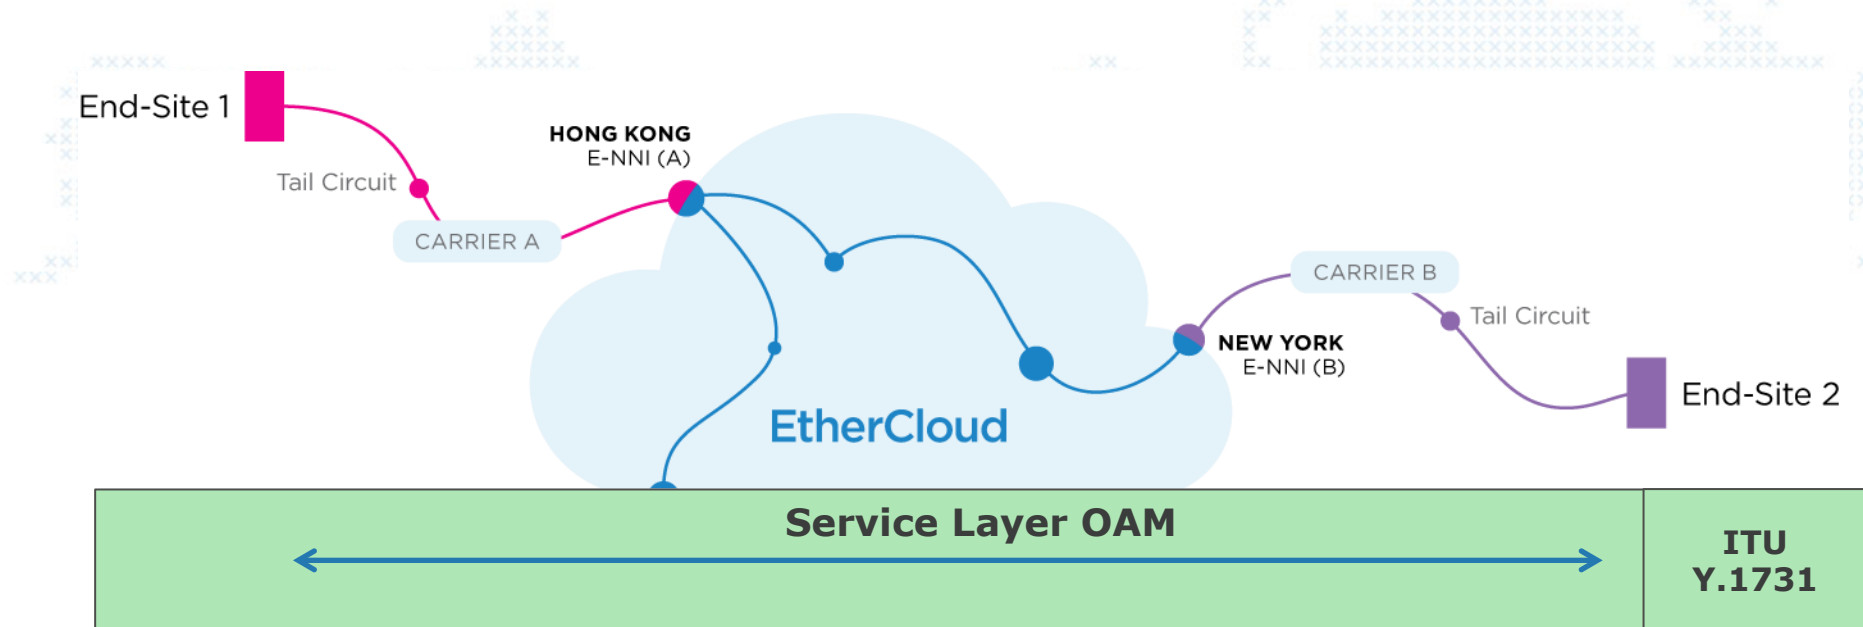 End-Site 1
HONG KONG
E-NNI (A)
Tail Circuit
CARRIER A
CARRIER B
Tail Circuit
NEW YORK
E-NNI (B)
End-Site 2
EtherCloud
Service Layer OAM
ITU
Y.1731